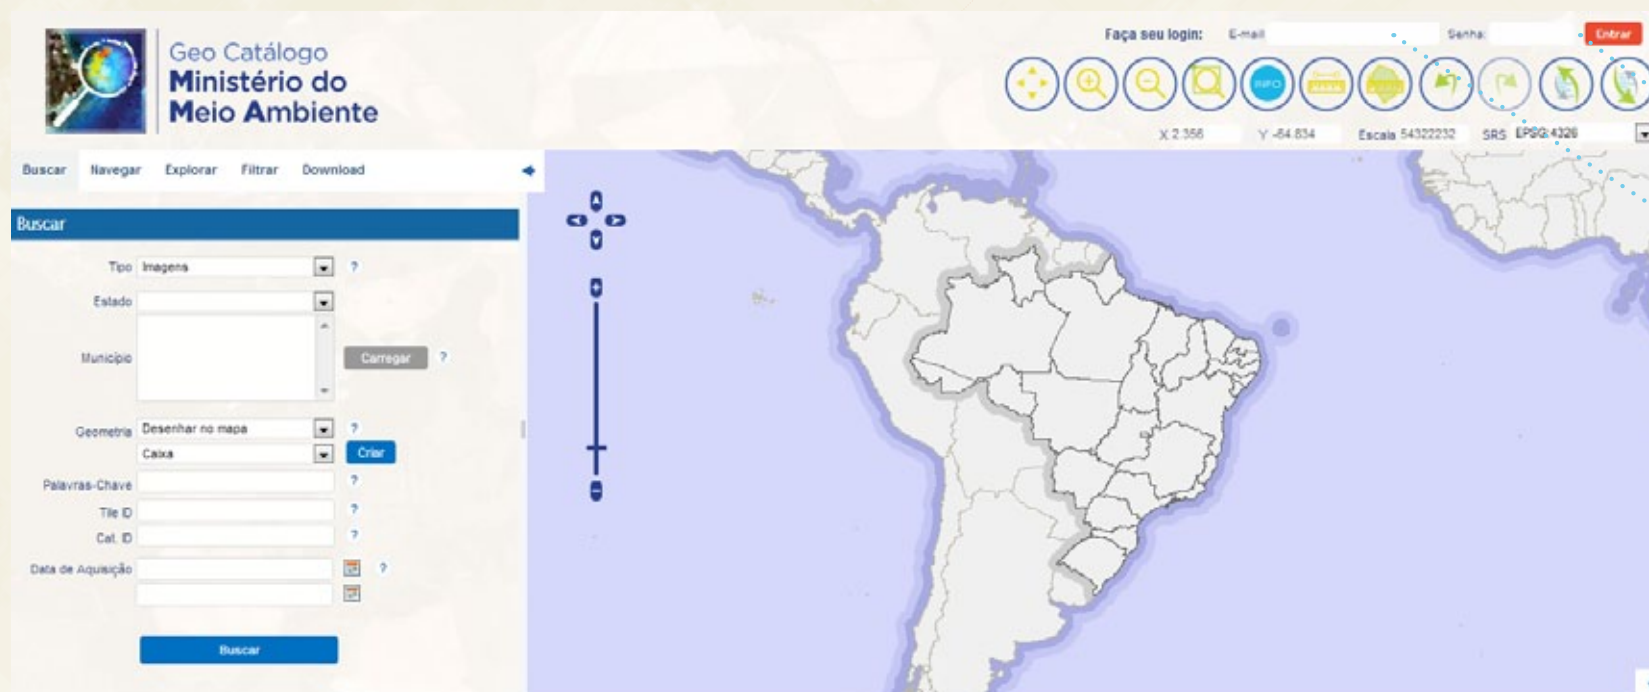 Geo Catálogo
Ministério do
Meio Ambiente
Faça seu login: E-mail Senha: Entrar
INFO
X 2.356 Y -64.834 Escala 54322232 SRS EPSG:4326
Buscar Navegar Explorar Filtrar Download
Buscar
Tipo Imagens ?
Estado
Município Carregar ?
Geometria Desenhar no mapa ?
Caixa Criar
Palavras-Chave ?
Tile ID ?
Cat. ID ?
Data de Aquisição ?
Buscar